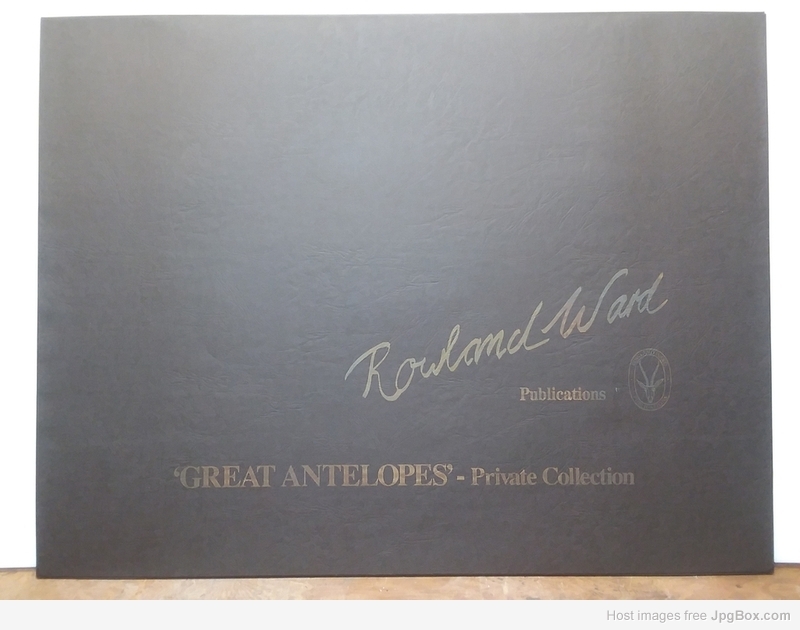 Rowland Ward
Publications
‘GREAT ANTELOPES’ - Private Collection
Host images free JpgBox.com